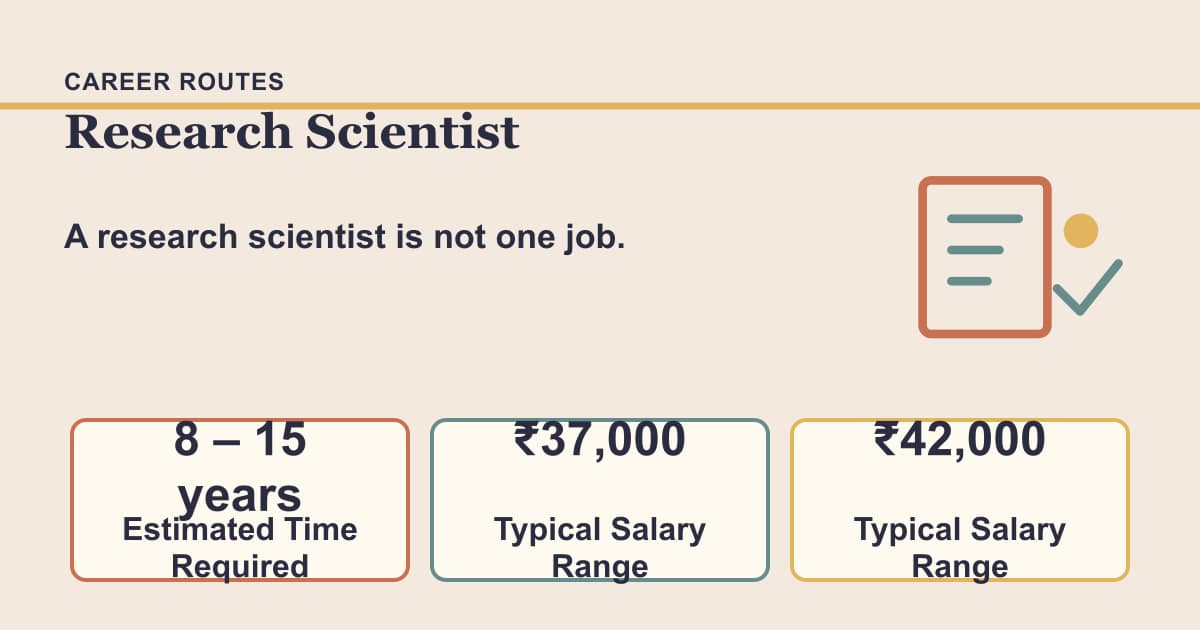 CAREER ROUTES
Research Scientist
A research scientist is not one job.
8 – 15
years
Estimated Time
Required
₹37,000
Typical Salary
Range
₹42,000
Typical Salary
Range